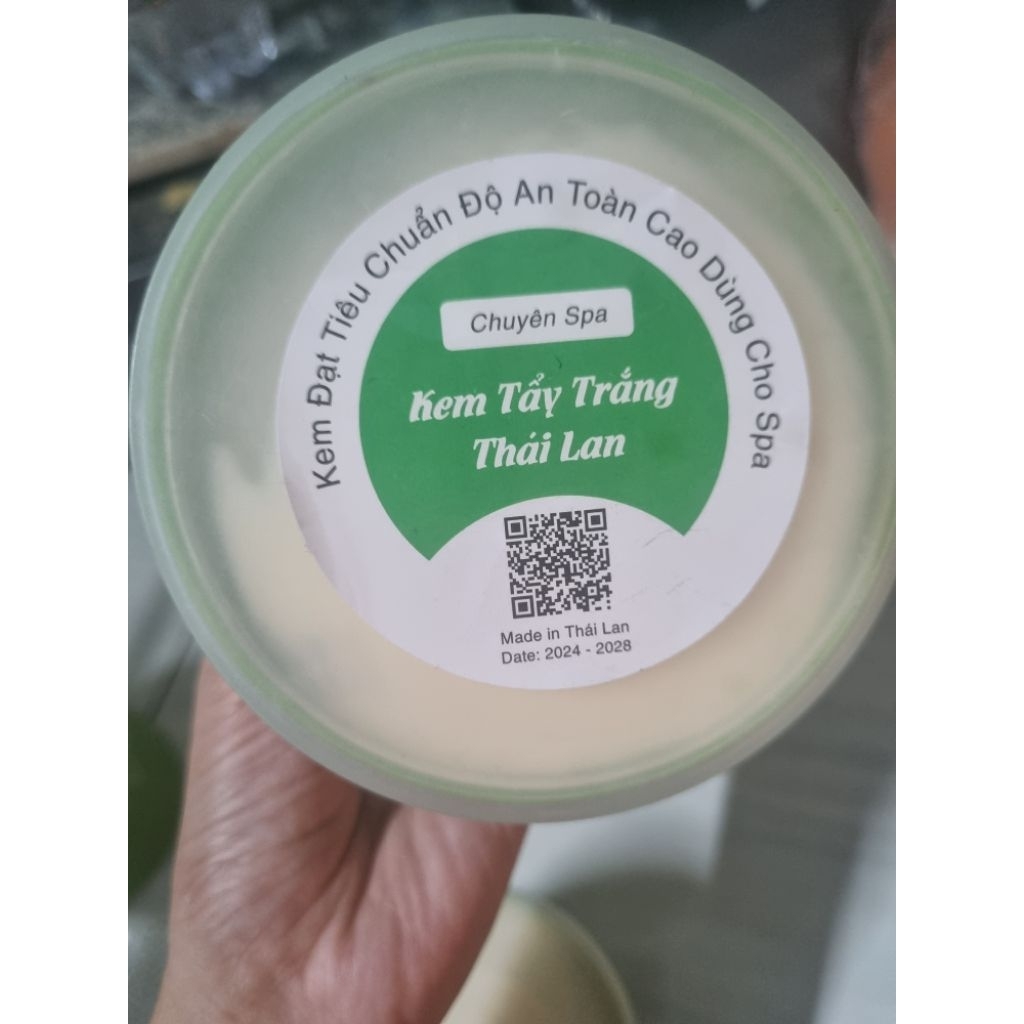 Kem Đạt Tiêu Chuẩn Độ An Toàn Cao Dùng Cho Spa
Chuyên Spa
Kem Tẩy Trắng
Thái Lan
Made in Thái Lan
Date: 2024 - 2028